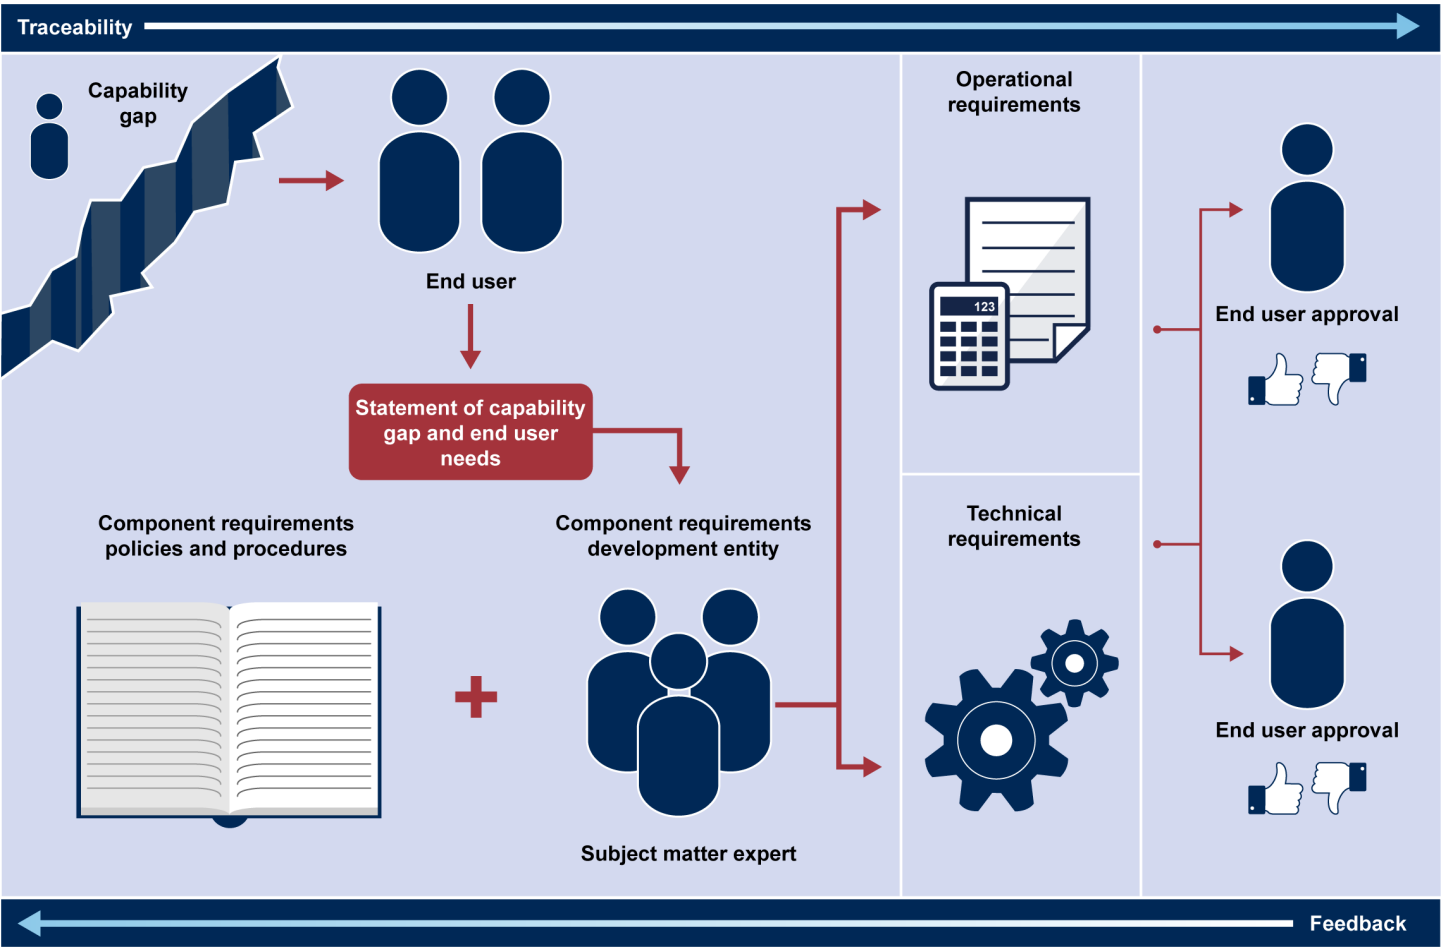 Traceability
Capability
gap
End user
Statement of capability
gap and end user
needs
Component requirements
policies and procedures
Component requirements
development entity
Subject matter expert
Operational
requirements
123
Technical
requirements
End user approval
End user approval
Feedback